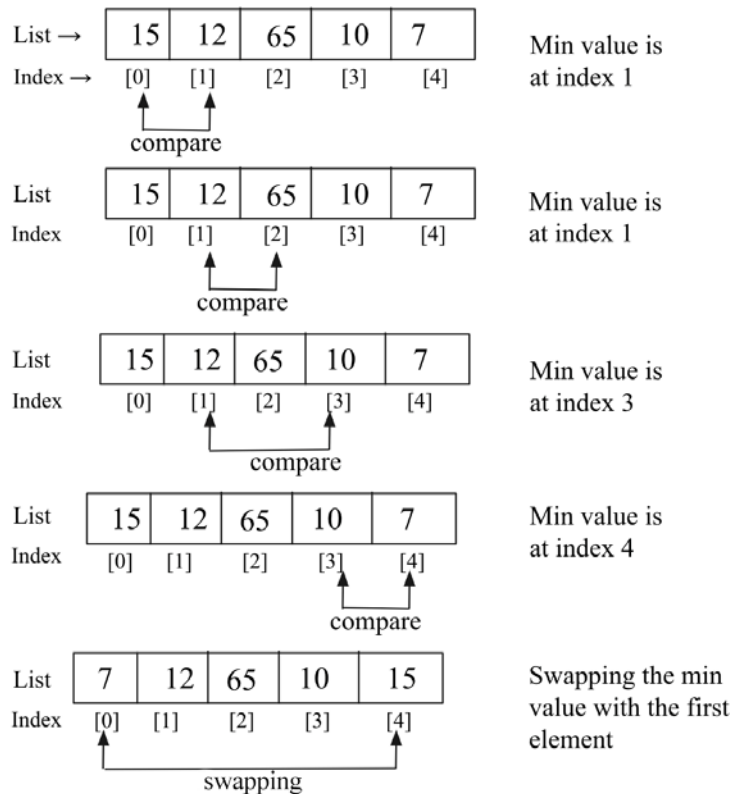 List → 15 12 65 10 7
Min value is
at index 1
Index → [0] [1] [2] [3] [4]
compare
List 15 12 65 10 7
Min value is
at index 1
Index [0] [1] [2] [3] [4]
compare
List 15 12 65 10 7
Min value is
at index 3
Index [0] [1] [2] [3] [4]
compare
List 15 12 65 10 7
Min value is
at index 4
Index [0] [1] [2] [3] [4]
compare
List 7 12 65 10 15
Swapping the min
value with the first
element
Index [0] [1] [2] [3] [4]
swapping